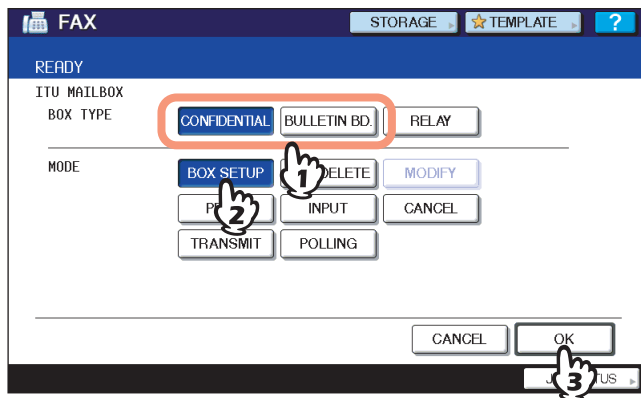 FAX STORAGE TEMPLATE ?
READY
ITU MAILBOX
BOX TYPE CONFIDENTIAL BULLETIN BD. RELAY
MODE BOX SETUP DELETE MODIFY
1
INPUT CANCEL
2
TRANSMIT POLLING
CANCEL OK
3